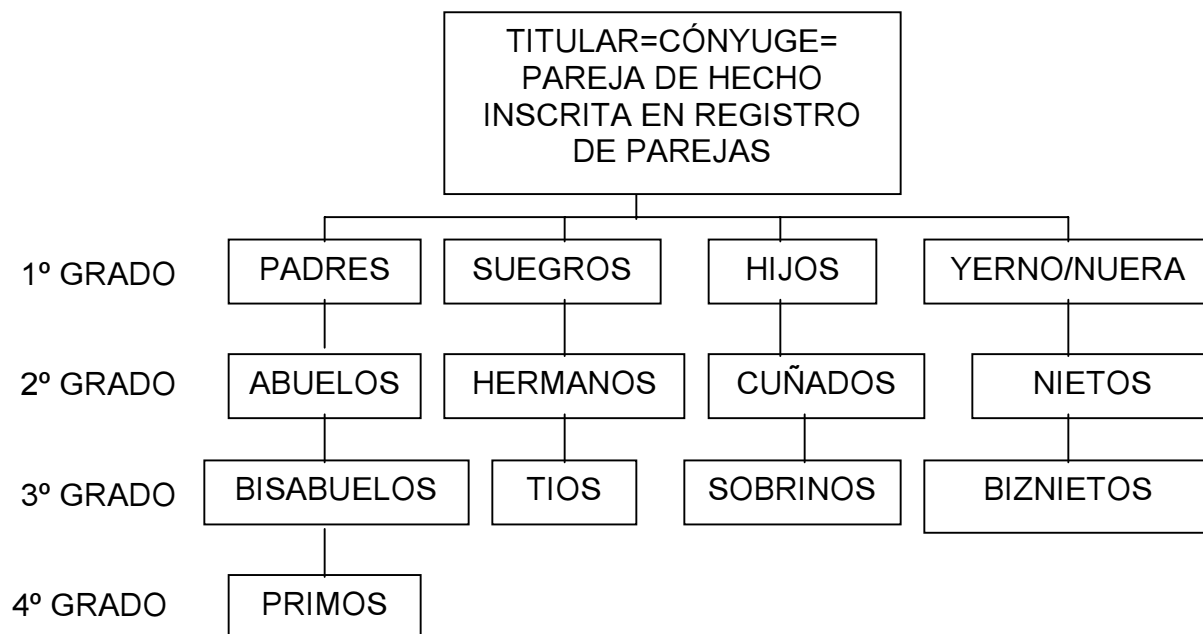 TITULAR=CÓNYUGE=
PAREJA DE HECHO
INSCRITA EN REGISTRO
DE PAREJAS
1º GRADO PADRES SUEGROS HIJOS YERNO/NUERA
2º GRADO ABUELOS HERMANOS CUÑADOS NIETOS
3º GRADO BISABUELOS TIOS SOBRINOS BIZNIETOS
4º GRADO PRIMOS